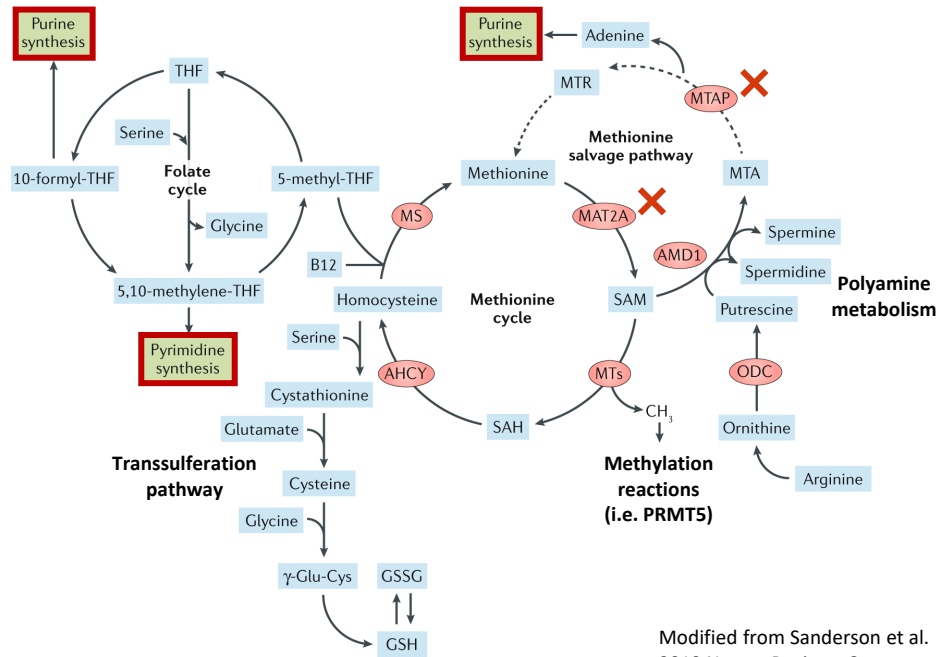 Purine
synthesis
THF
Serine
10-formyl-THF
Folate
cycle
5-methyl-THF
Glycine
5,10-methylene-THF
Pyrimidine
synthesis
Purine
synthesis
Adenine
MTR
MTAP
Methionine
salvage pathway
Methionine
MTA
MS
MAT2A
B12
AMD1
Spermine
Spermidine
Homocysteine
Methionine
cycle
SAM
Putrescine
Polyamine
metabolism
Serine
AHCY
MTs
ODC
Cystathionine
SAH
CH3
Ornithine
Glutamate
Transsulferation
pathway
Methylation
reactions
(i.e. PRMT5)
Arginine
Cysteine
Glycine
γ-Glu-Cys
GSSG
GSH
Modified from Sanderson et al.